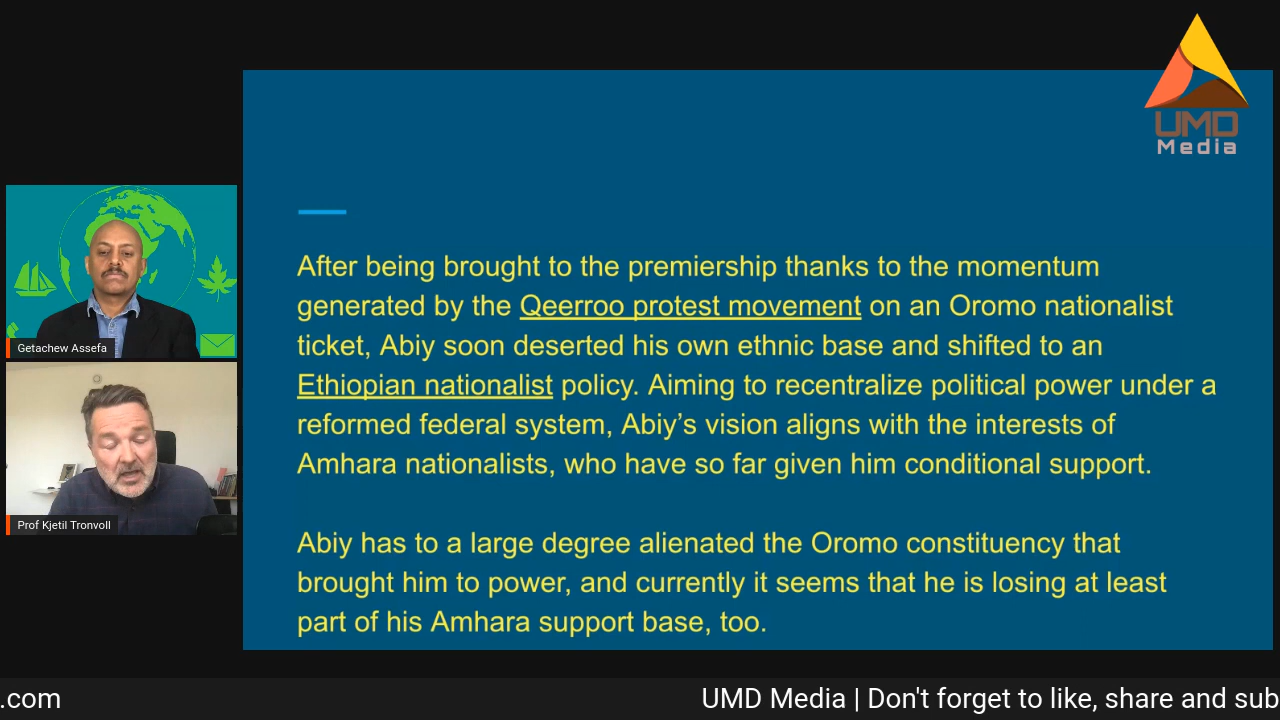 UMD
Media
After being brought to the premiership thanks to the momentum
generated by the Qeerroo protest movement on an Oromo nationalist
ticket, Abiy soon deserted his own ethnic base and shifted to an
Ethiopian nationalist policy. Aiming to recentralize political power under a
reformed federal system, Abiy’s vision aligns with the interests of
Amhara nationalists, who have so far given him conditional support.
Abiy has to a large degree alienated the Oromo constituency that
brought him to power, and currently it seems that he is losing at least
part of his Amhara support base, too.
Getachew Assefa
Prof Kjetil Tronvoll
.com
UMD Media | Don't forget to like, share and sub